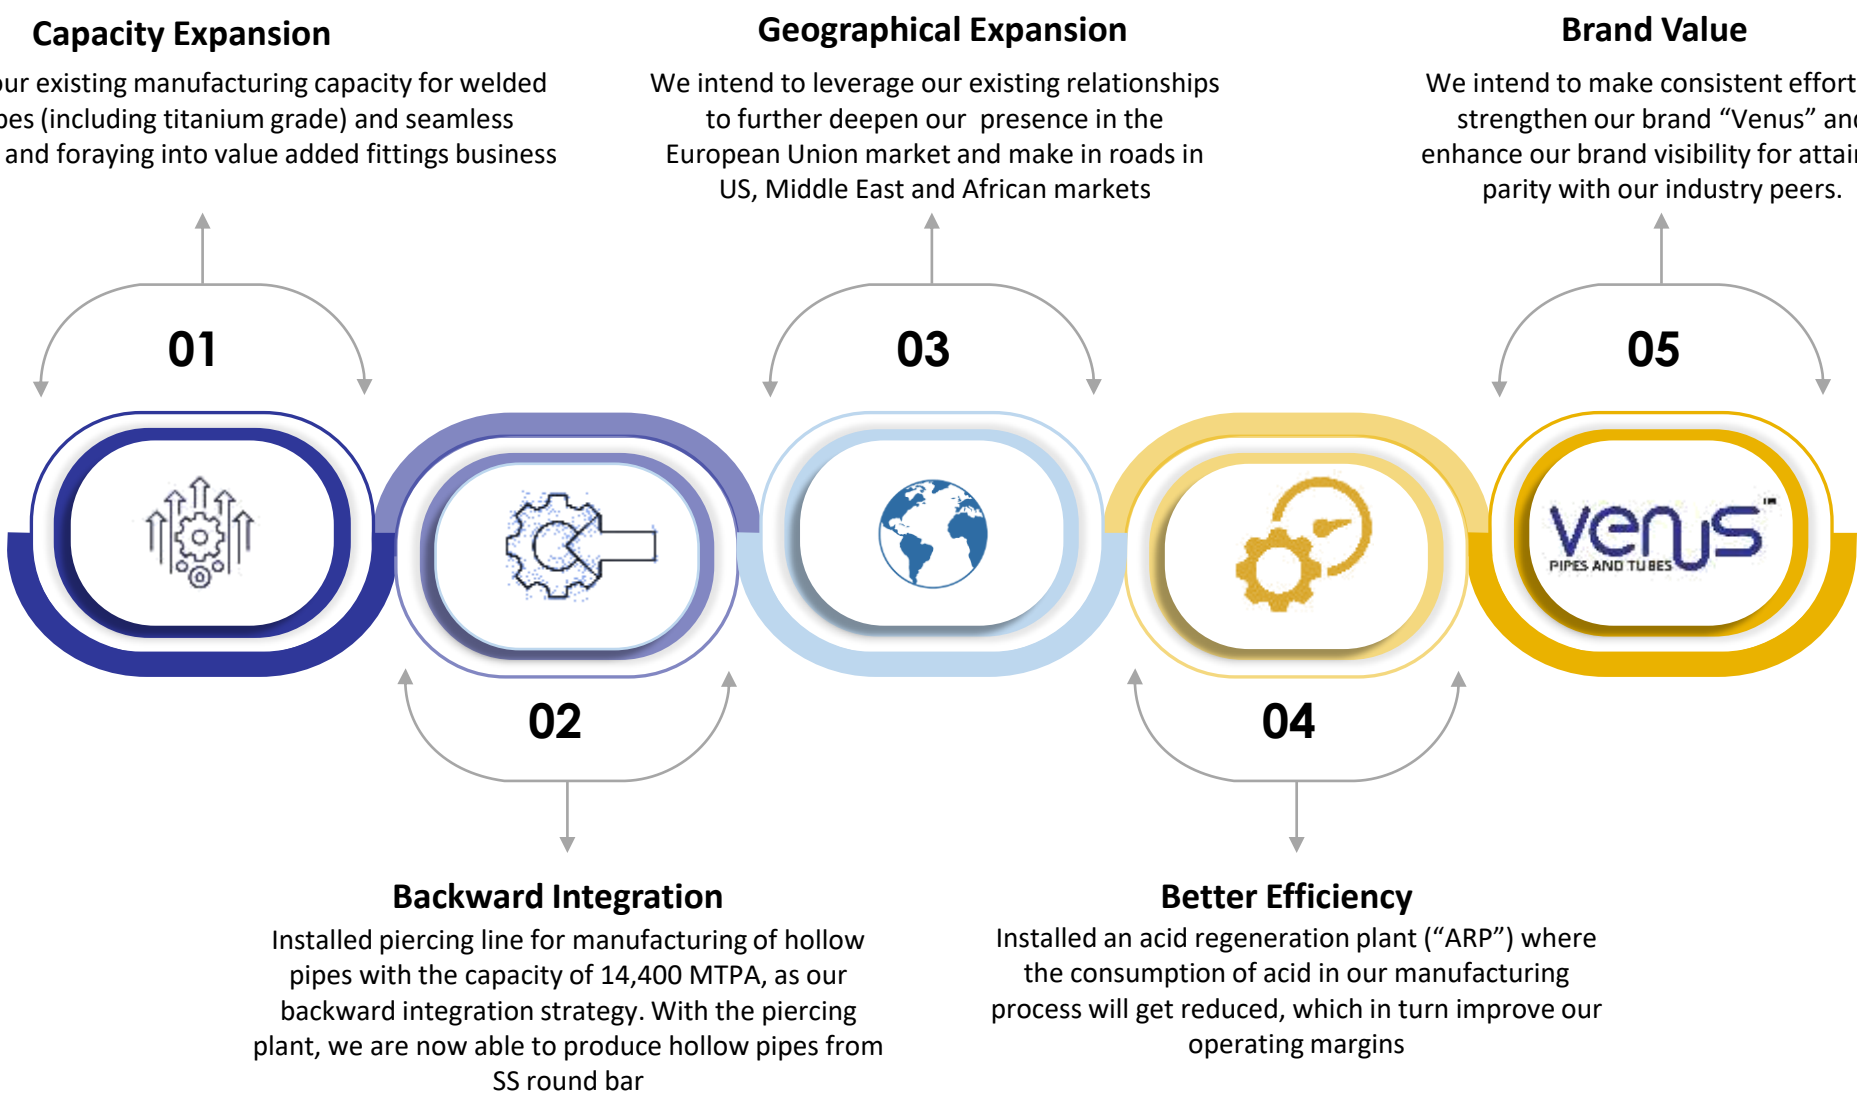 Capacity Expansion
our existing manufacturing capacity for welded
(including titanium grade) and seamless
and foraying into value added fittings business
01
Backward Integration
Installed piercing line for manufacturing of hollow
pipes with the capacity of 14,400 MTPA, as our
backward integration strategy. With the piercing
plant, we are now able to produce hollow pipes from
SS round bar
02
Geographical Expansion
We intend to leverage our existing relationships
to further deepen our presence in the
European Union market and make in roads in
US, Middle East and African markets
03
Better Efficiency
Installed an acid regeneration plant (“ARP”) where
the consumption of acid in our manufacturing
process will get reduced, which in turn improve our
operating margins
04
Brand Value
We intend to make consistent effort
strengthen our brand “Venus” an
enhance our brand visibility for attai
parity with our industry peers.
05
venus™
PIPES AND TUBES